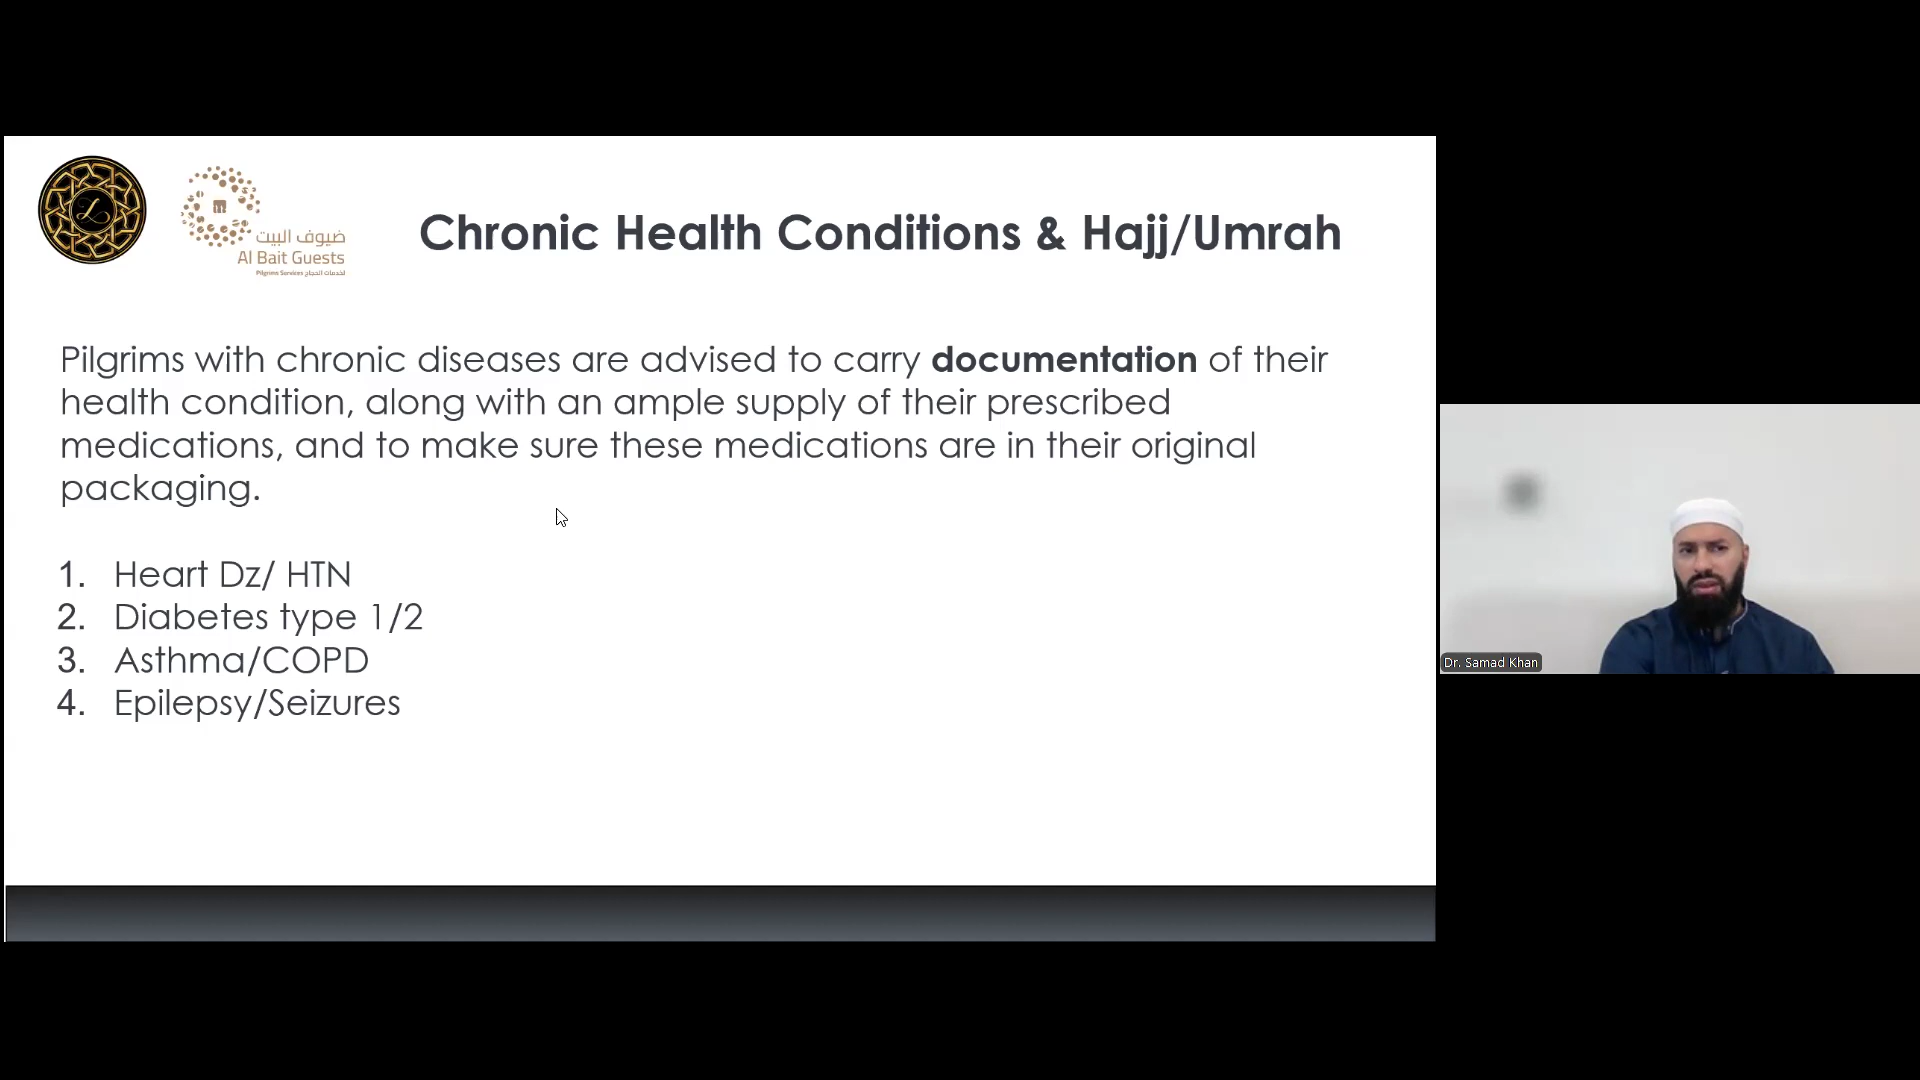 ضيوف البيت
Al Bait Guests
Pilgrims Services لخدمات الحجاج
Chronic Health Conditions & Hajj/Umrah
Pilgrims with chronic diseases are advised to carry documentation of their
health condition, along with an ample supply of their prescribed
medications, and to make sure these medications are in their original
packaging.
1. Heart Dz/ HTN
2. Diabetes type 1/2
3. Asthma/COPD
4. Epilepsy/Seizures
Dr. Samad Khan